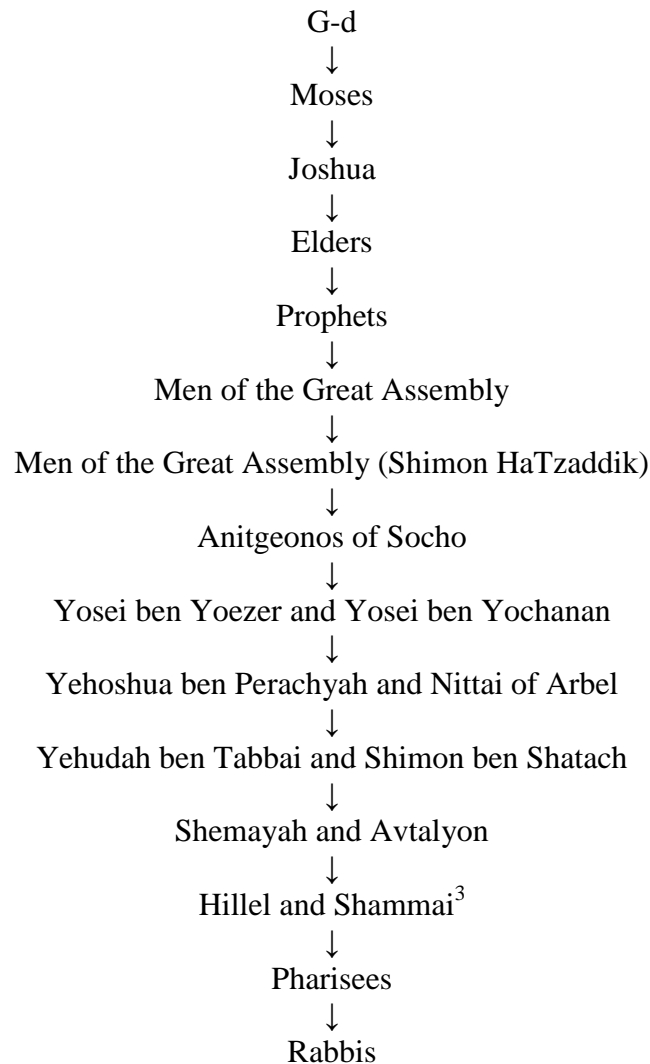 G-d
↓
Moses
↓
Joshua
↓
Elders
↓
Prophets
↓
Men of the Great Assembly
↓
Men of the Great Assembly (Shimon HaTzaddik)
↓
Anitgeonos of Socho
↓
Yosei ben Yoezer and Yosei ben Yochanan
↓
Yehoshua ben Perachyah and Nittai of Arbel
↓
Yehudah ben Tabbai and Shimon ben Shatach
↓
Shemayah and Avtalyon
↓
Hillel and Shammai³
↓
Pharisees
↓
Rabbis